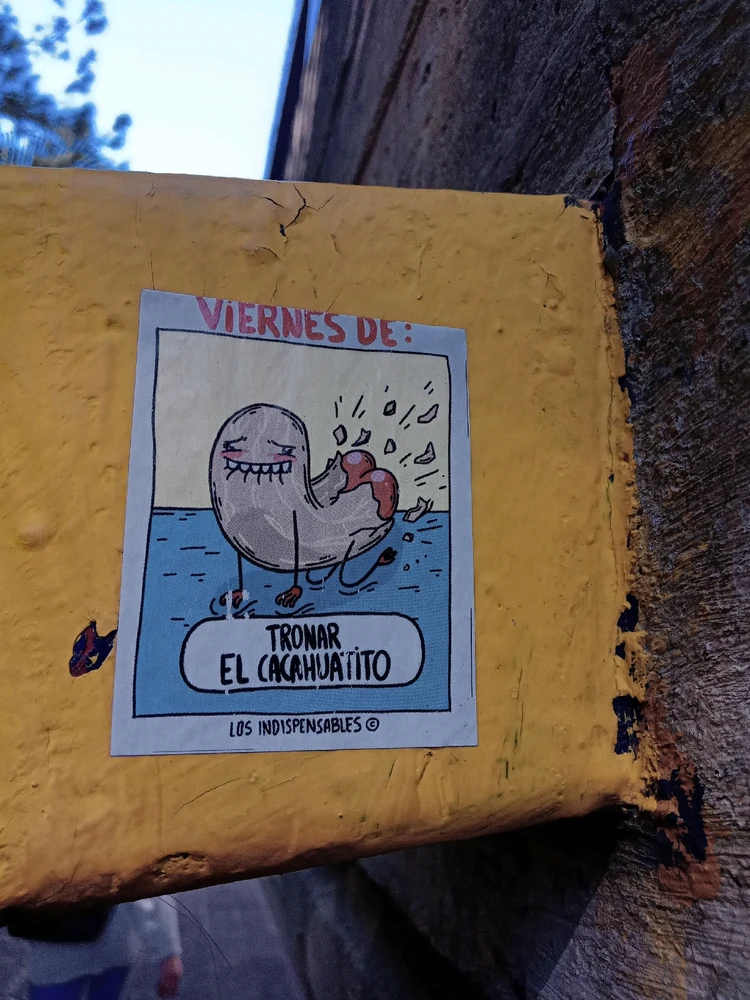 VIERNES DE:
TRONAR
EL CACAHUATITO
LOS INDISPENSABLES ©